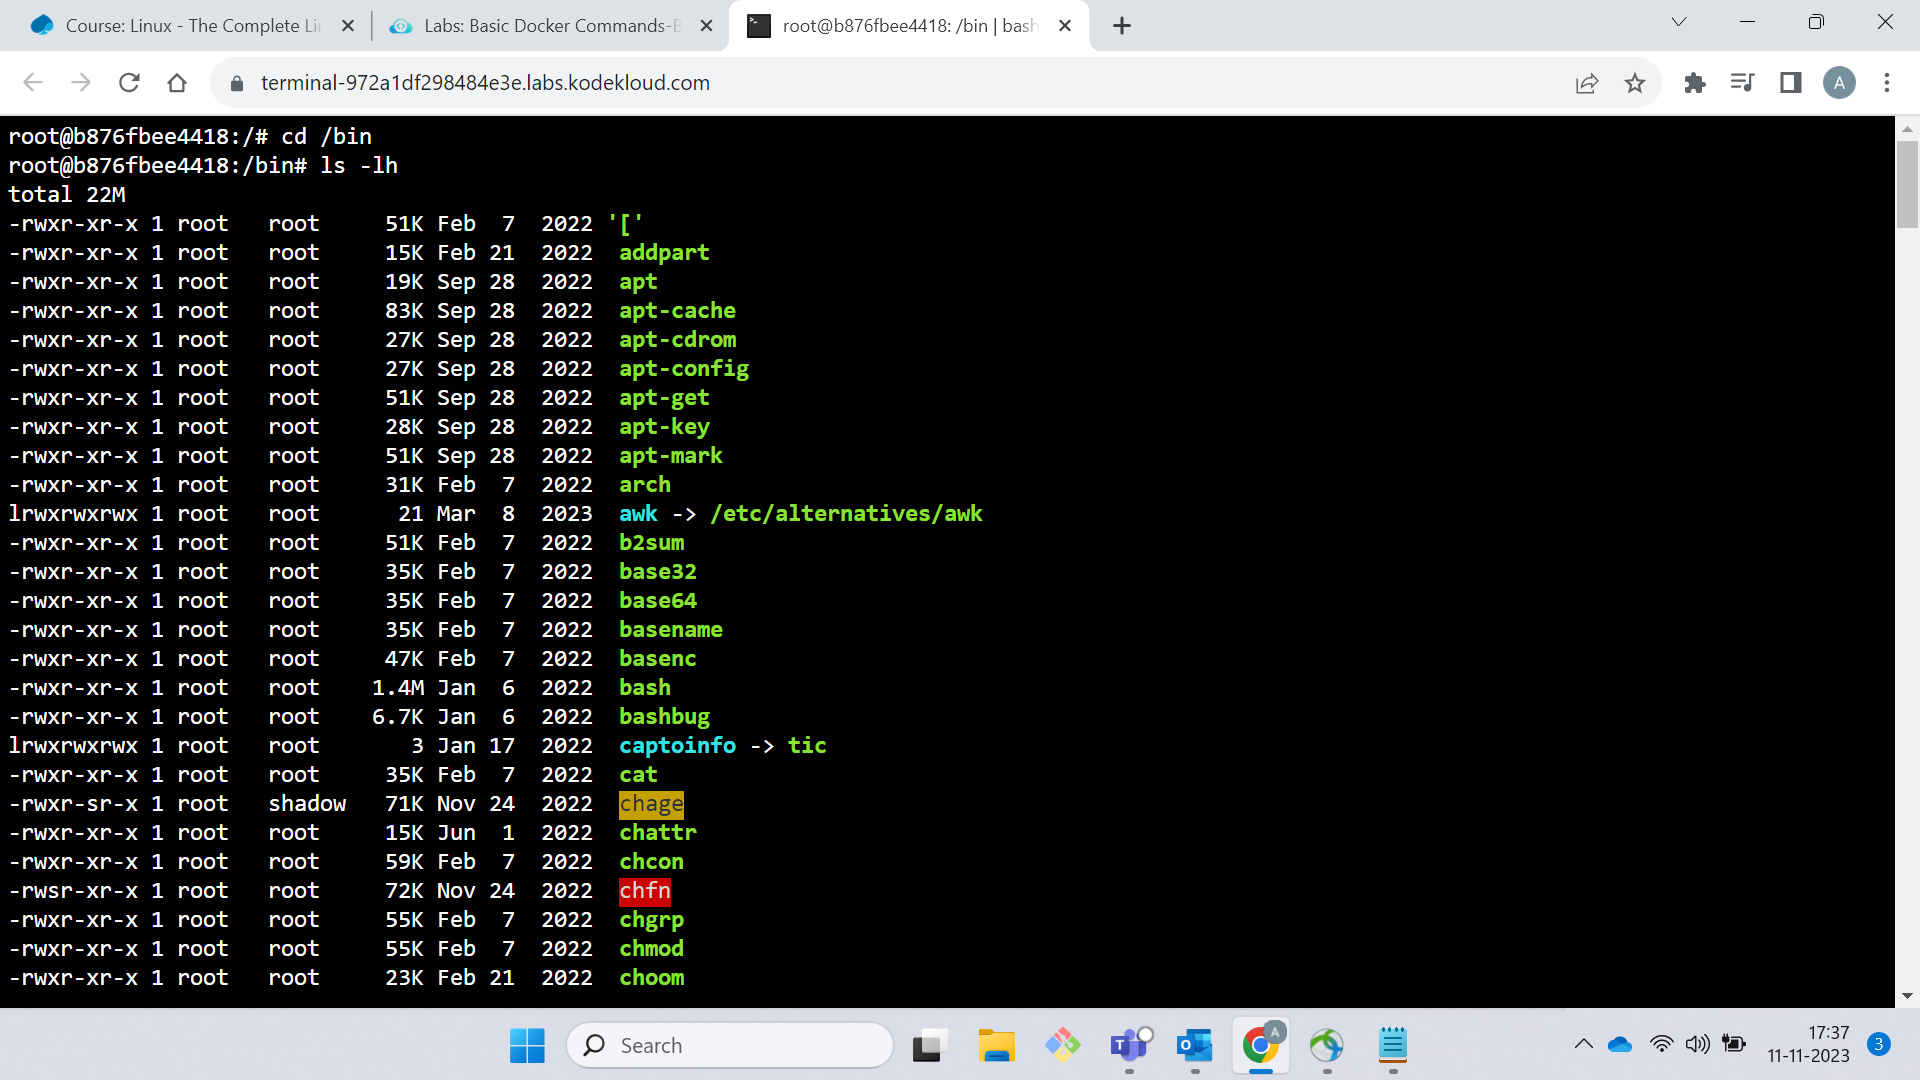 Course: Linux - The Complete Li
Labs: Basic Docker Commands-B
root@b876fbee4418: /bin | bash
terminal-972a1df298484e3e.labs.kodekloud.com
A
root@b876fbee4418:/# cd /bin
root@b876fbee4418:/bin# ls -lh
total 22M
-rwxr-xr-x 1 root   root     51K Feb  7  2022 '['
-rwxr-xr-x 1 root   root     15K Feb 21  2022  addpart
-rwxr-xr-x 1 root   root     19K Sep 28  2022  apt
-rwxr-xr-x 1 root   root     83K Sep 28  2022  apt-cache
-rwxr-xr-x 1 root   root     27K Sep 28  2022  apt-cdrom
-rwxr-xr-x 1 root   root     27K Sep 28  2022  apt-config
-rwxr-xr-x 1 root   root     51K Sep 28  2022  apt-get
-rwxr-xr-x 1 root   root     28K Sep 28  2022  apt-key
-rwxr-xr-x 1 root   root     51K Sep 28  2022  apt-mark
-rwxr-xr-x 1 root   root     31K Feb  7  2022  arch
lrwxrwxrwx 1 root   root      21 Mar  8  2023  awk -> /etc/alternatives/awk
-rwxr-xr-x 1 root   root     51K Feb  7  2022  b2sum
-rwxr-xr-x 1 root   root     35K Feb  7  2022  base32
-rwxr-xr-x 1 root   root     35K Feb  7  2022  base64
-rwxr-xr-x 1 root   root     35K Feb  7  2022  basename
-rwxr-xr-x 1 root   root     47K Feb  7  2022  basenc
-rwxr-xr-x 1 root   root    1.4M Jan  6  2022  bash
-rwxr-xr-x 1 root   root    6.7K Jan  6  2022  bashbug
lrwxrwxrwx 1 root   root       3 Jan 17  2022  captoinfo -> tic
-rwxr-xr-x 1 root   root     35K Feb  7  2022  cat
-rwxr-sr-x 1 root   shadow   71K Nov 24  2022  chage
-rwxr-xr-x 1 root   root     15K Jun  1  2022  chattr
-rwxr-xr-x 1 root   root     59K Feb  7  2022  chcon
-rwsr-xr-x 1 root   root     72K Nov 24  2022  chfn
-rwxr-xr-x 1 root   root     55K Feb  7  2022  chgrp
-rwxr-xr-x 1 root   root     55K Feb  7  2022  chmod
-rwxr-xr-x 1 root   root     23K Feb 21  2022  choom
Search
17:37
11-11-2023
3